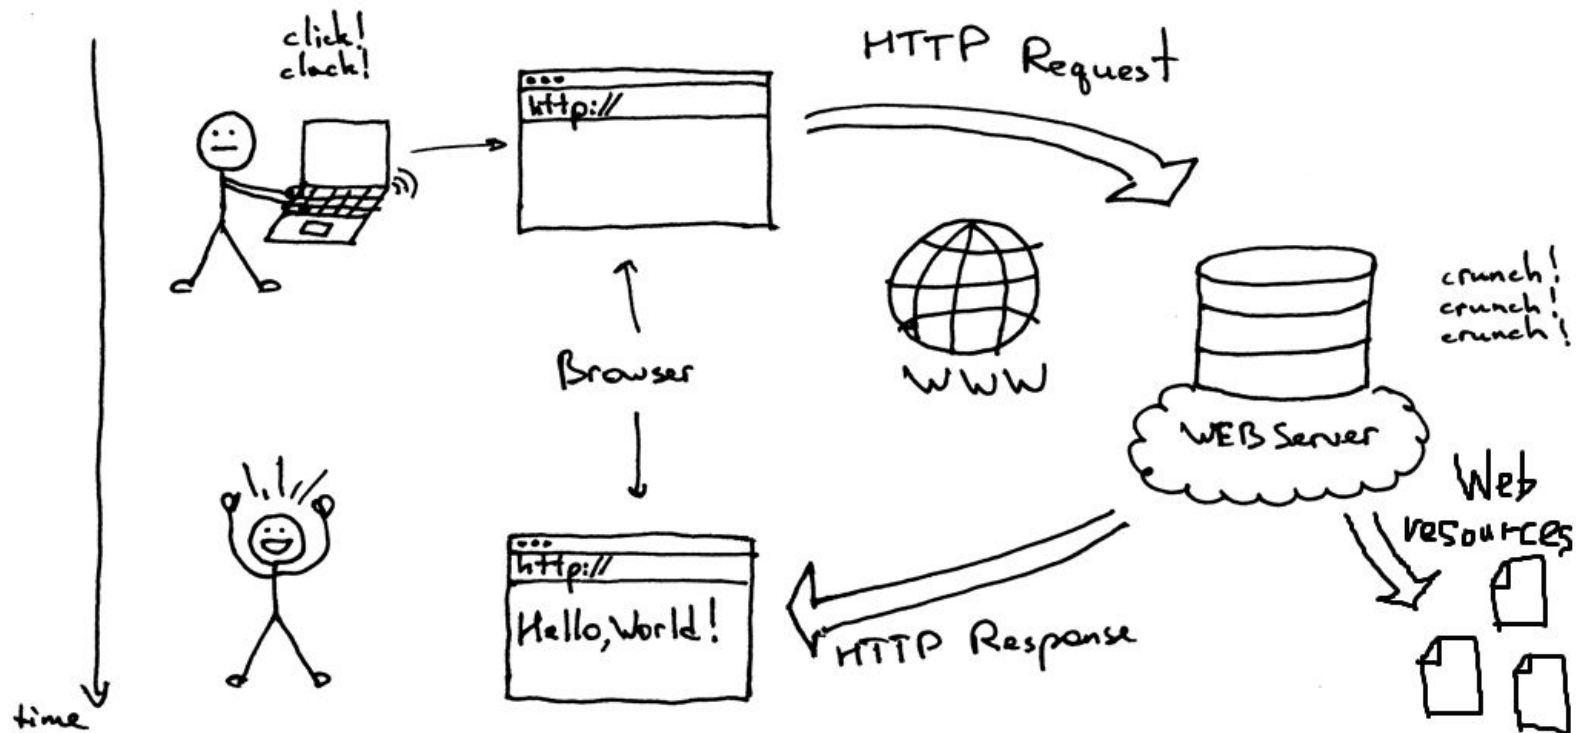 click!
clack!
HTTP Request
http://
crunch!
crunch!
crunch!
Browser
WWW
WEB Server
Web
resources
http://
Hello, World!
HTTP Response
time